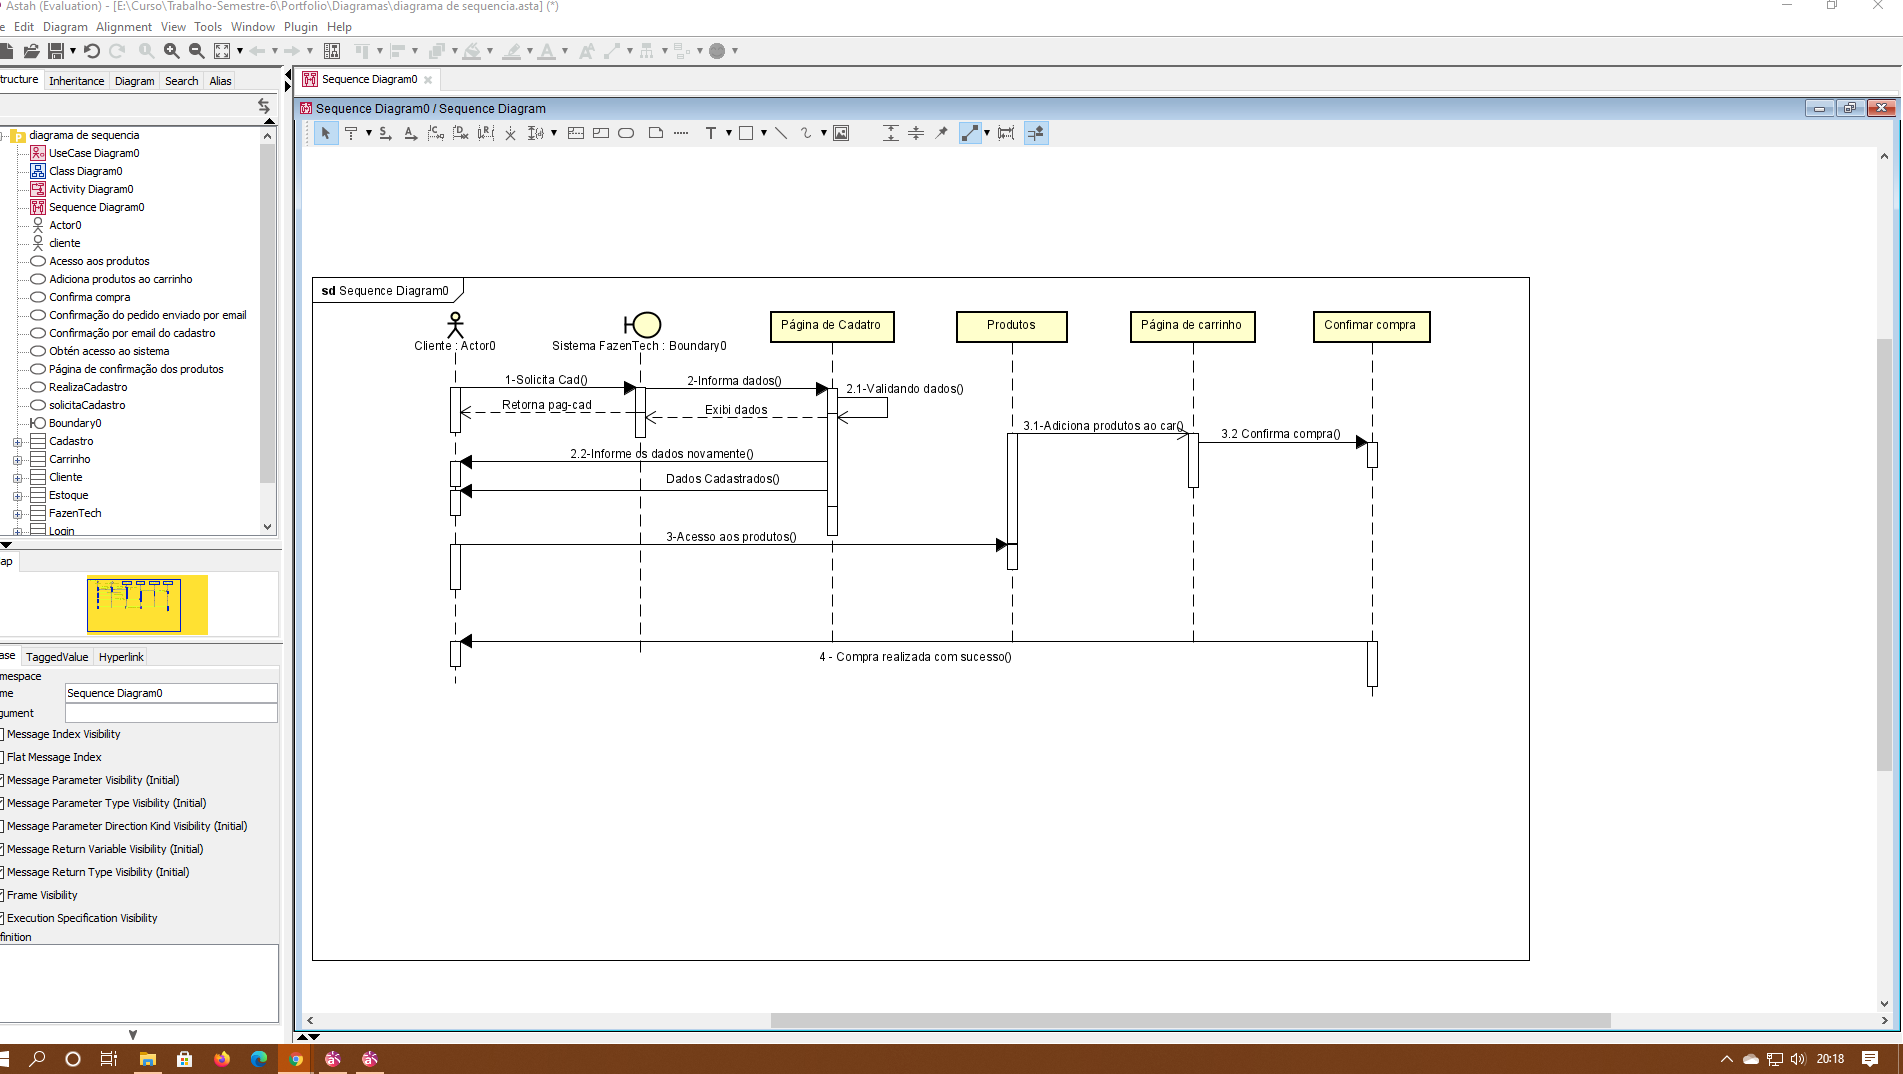 Astah (Evaluation) - [E:\Curso\Trabalho-Semestre-6\Portfolio\Diagramas\diagrama de sequencia.asta] (*)
e Edit Diagram Alignment View Tools Window Plugin Help
ructure Inheritance Diagram Search Alias
Sequence Diagram0
Sequence Diagram0 / Sequence Diagram
diagrama de sequencia
UseCase Diagram0
Class Diagram0
Activity Diagram0
Sequence Diagram0
Actor0
cliente
Acesso aos produtos
Adiciona produtos ao carrinho
Confirma compra
Confirmação do pedido enviado por email
Confirmação por email do cadastro
Obtén acesso ao sistema
Página de confirmação dos produtos
RealizaCadastro
solicitaCadastro
Boundary0
Cadastro
Carrinho
Cliente
Estoque
FazenTech
Login
ap
ase TaggedValue Hyperlink
mespace
me Sequence Diagram0
gument
Message Index Visibility
Flat Message Index
Message Parameter Visibility (Initial)
Message Parameter Type Visibility (Initial)
Message Parameter Direction Kind Visibility (Initial)
Message Return Variable Visibility (Initial)
Message Return Type Visibility (Initial)
Frame Visibility
Execution Specification Visibility
finition
sd Sequence Diagram0
Cliente : Actor0
Sistema FazenTech : Boundary0
Página de Cadatro
Produtos
Página de carrinho
Confimar compra
1-Solicita Cad()
2-Informa dados()
2.1-Validando dados()
Retorna pag-cad
Exibi dados
3.1-Adiciona produtos ao car()
3.2 Confirma compra()
2.2-Informe os dados novamente()
Dados Cadastrados()
3-Acesso aos produtos()
4 - Compra realizada com sucesso()
20:18